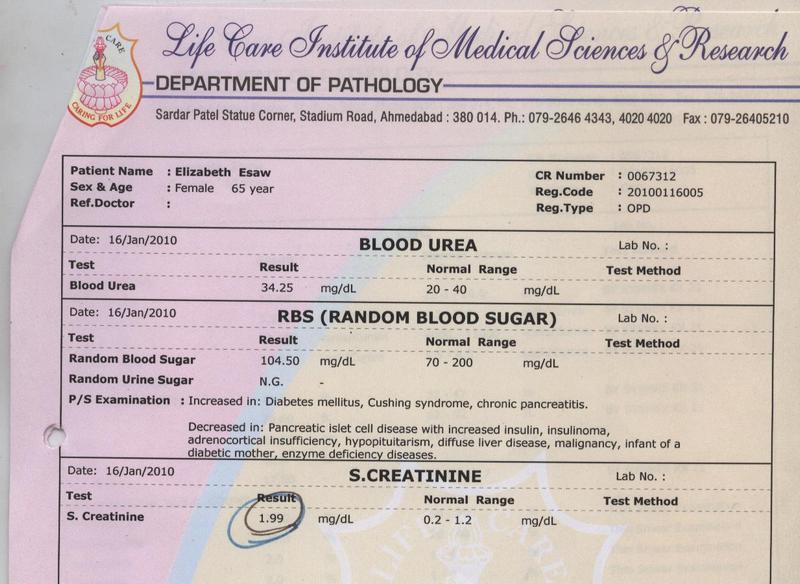 CARE
CARING FOR LIFE
Life Care Institute of Medical Sciences & Research
DEPARTMENT OF PATHOLOGY
Sardar Patel Statue Corner, Stadium Road, Ahmedabad : 380 014. Ph.: 079-2646 4343, 4020 4020 Fax : 079-26405210
Patient Name : Elizabeth Esaw CR Number : 0067312
Sex & Age : Female 65 year Reg.Code : 20100116005
Ref.Doctor : Reg.Type : OPD
Date: 16/Jan/2010 BLOOD UREA Lab No. :
Test Result Normal Range Test Method
Blood Urea 34.25 mg/dL 20 - 40 mg/dL
Date: 16/Jan/2010 RBS (RANDOM BLOOD SUGAR) Lab No. :
Test Result Normal Range Test Method
Random Blood Sugar 104.50 mg/dL 70 - 200 mg/dL
Random Urine Sugar N.G. -
P/S Examination : Increased in: Diabetes mellitus, Cushing syndrome, chronic pancreatitis.
Decreased in: Pancreatic islet cell disease with increased insulin, insulinoma,
adrenocortical insufficiency, hypopituitarism, diffuse liver disease, malignancy, infant of a
diabetic mother, enzyme deficiency diseases.
Date: 16/Jan/2010 S.CREATININE Lab No. :
Test Result Normal Range Test Method
S. Creatinine 1.99 mg/dL 0.2 - 1.2 mg/dL
LIFE CARE